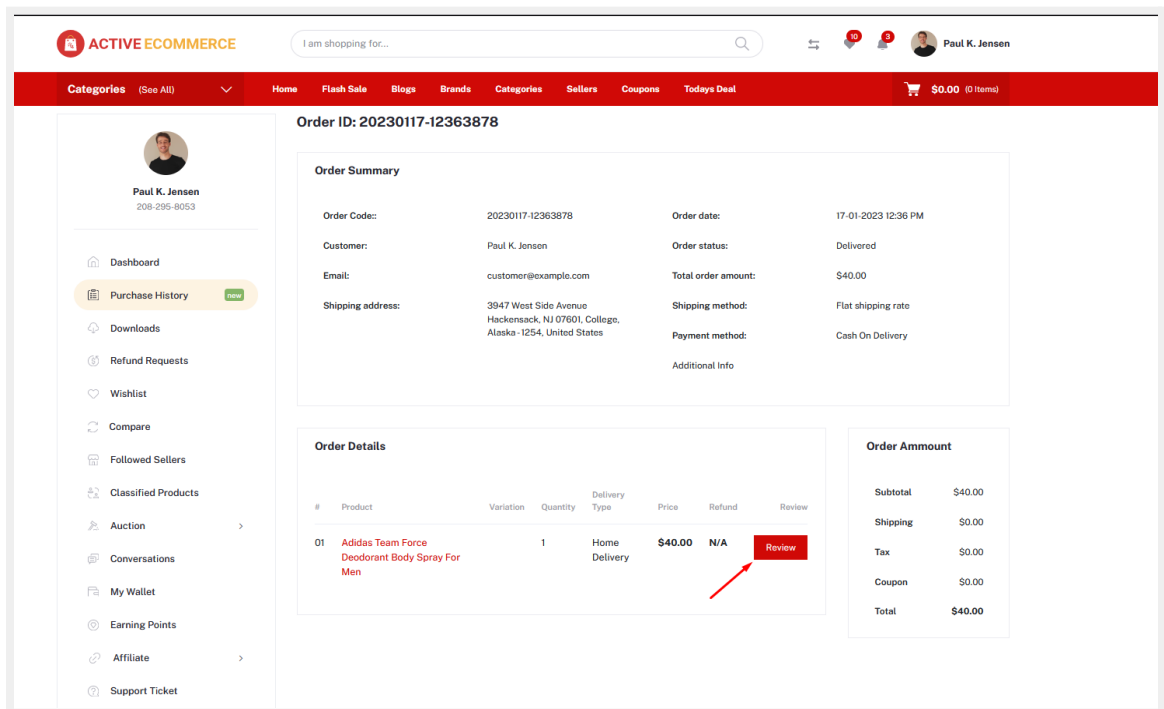 ACTIVE ECOMMERCE
I am shopping for...
10
3
Paul K. Jensen
Categories (See All)
Home Flash Sale Blogs Brands Categories Sellers Coupons Todays Deal
$0.00 (0 Items)
Paul K. Jensen
208-295-8053
Dashboard
Purchase History new
Downloads
Refund Requests
Wishlist
Compare
Followed Sellers
Classified Products
Auction
Conversations
My Wallet
Earning Points
Affiliate
Support Ticket
Order ID: 20230117-12363878
Order Summary
Order Code:: 20230117-12363878
Customer: Paul K. Jensen
Email: customer@example.com
Shipping address: 3947 West Side Avenue
Hackensack, NJ 07601, College,
Alaska - 1254, United States
Order date: 17-01-2023 12:36 PM
Order status: Delivered
Total order amount: $40.00
Shipping method: Flat shipping rate
Payment method: Cash On Delivery
Additional Info
Order Details
# Product Variation Quantity Delivery Type Price Refund Review
01 Adidas Team Force 1 Home $40.00 N/A Review
Deodorant Body Spray For Delivery
Men
Order Ammount
Subtotal $40.00
Shipping $0.00
Tax $0.00
Coupon $0.00
Total $40.00